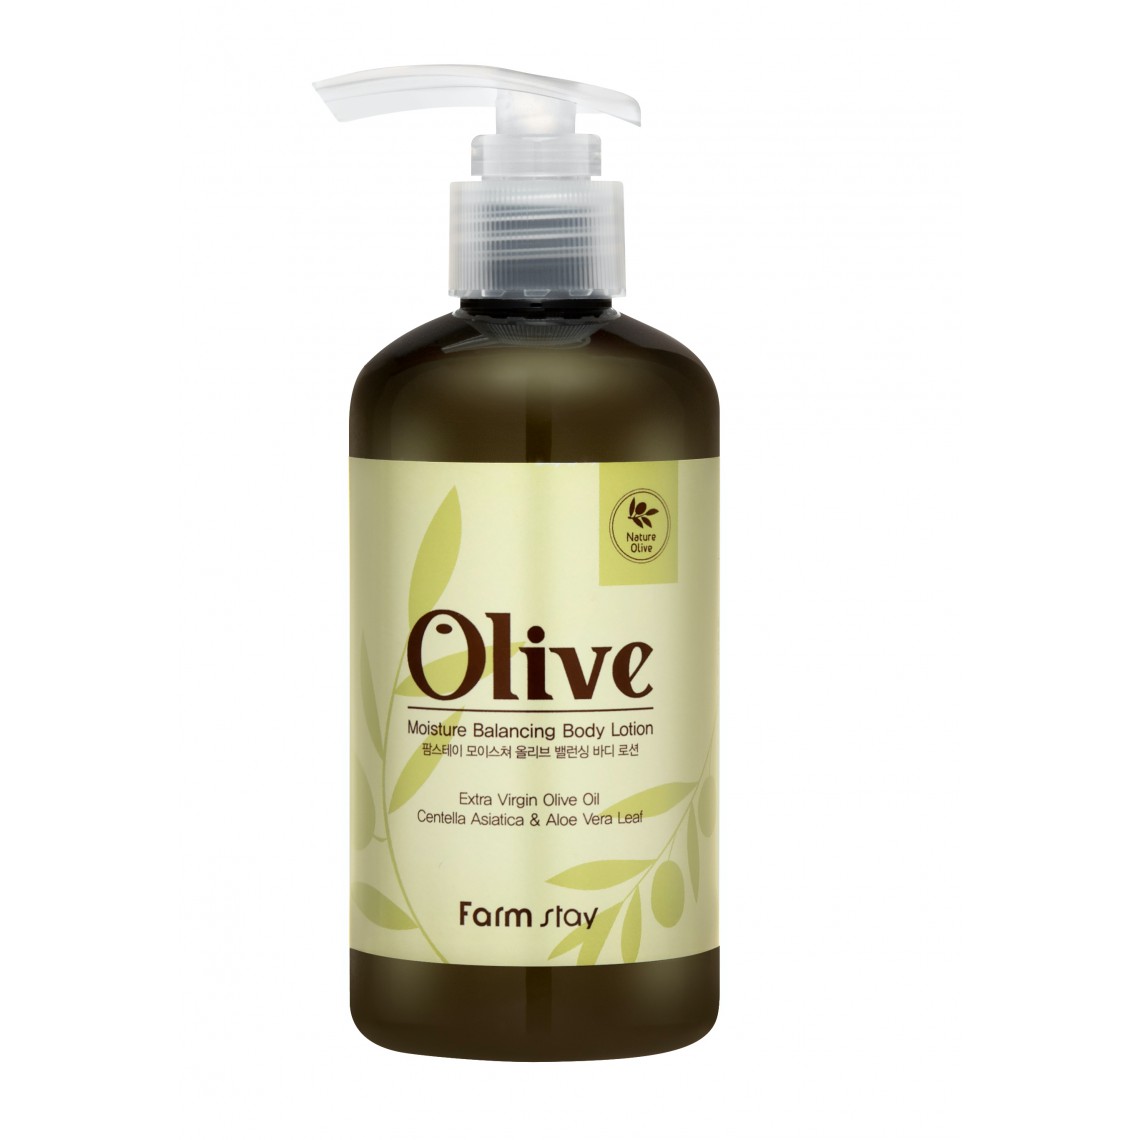 Nature
Olive
Olive
Moisture Balancing Body Lotion
팜스테이 모이스쳐 올리브 밸런싱 바디 로션
Extra Virgin Olive Oil
Centella Asiatica & Aloe Vera Leaf
Farm stay